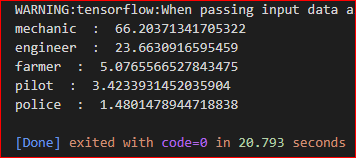 WARNING:tensorflow:When passing input data a
mechanic : 66.20371341705322
engineer : 23.6630916595459
farmer : 5.0765566527843475
pilot : 3.4233931452035904
police : 1.4801478944718838
[Done] exited with code=0 in 20.793 seconds